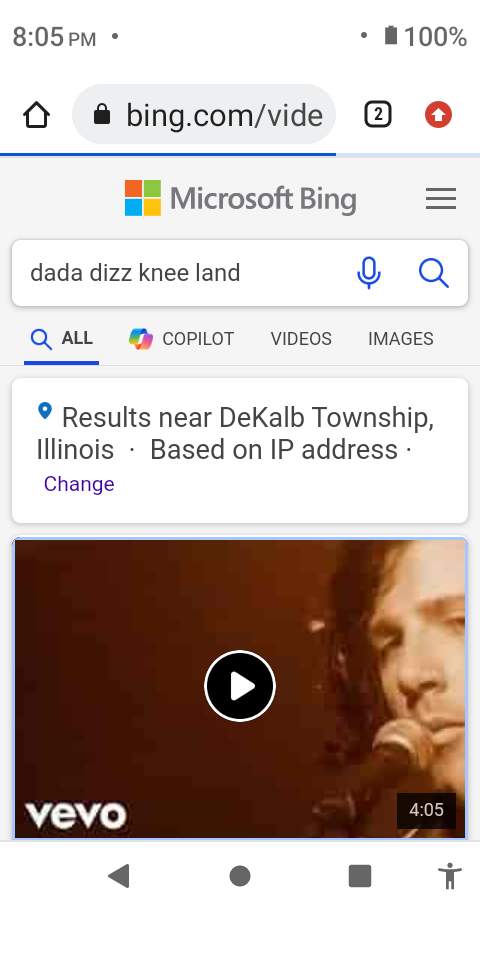 8:05 PM
100%
bing.com/vide
2
Microsoft Bing
dada dizz knee land
ALL
COPILOT
VIDEOS
IMAGES
Results near DeKalb Township,
Illinois · Based on IP address ·
Change
vevo
4:05